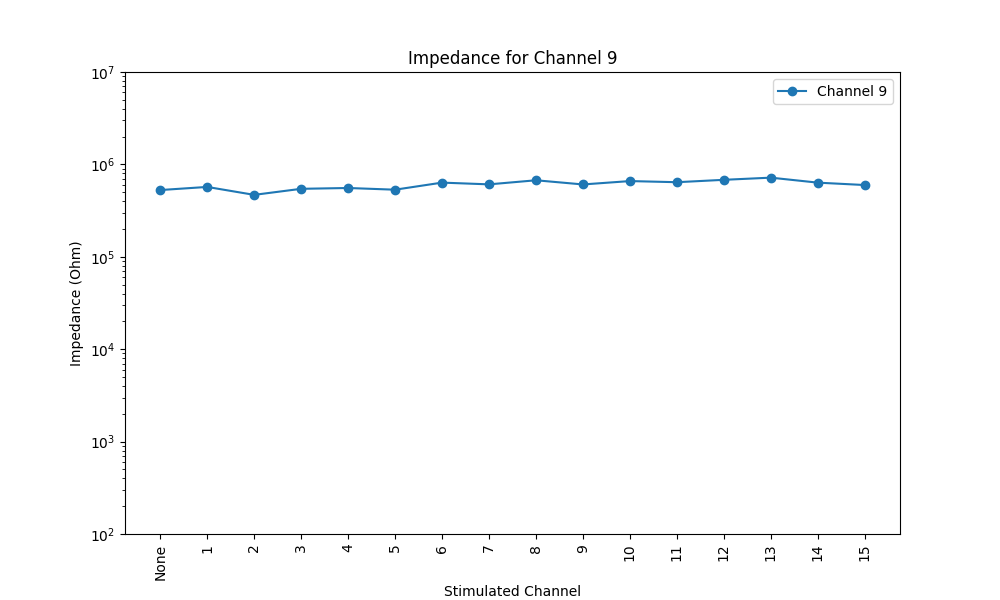 Impedance for Channel 9
Channel 9
Impedance (Ohm)
10^7
10^6
10^5
10^4
10^3
10^2
None 1 2 3 4 5 6 7 8 9 10 11 12 13 14 15
Stimulated Channel